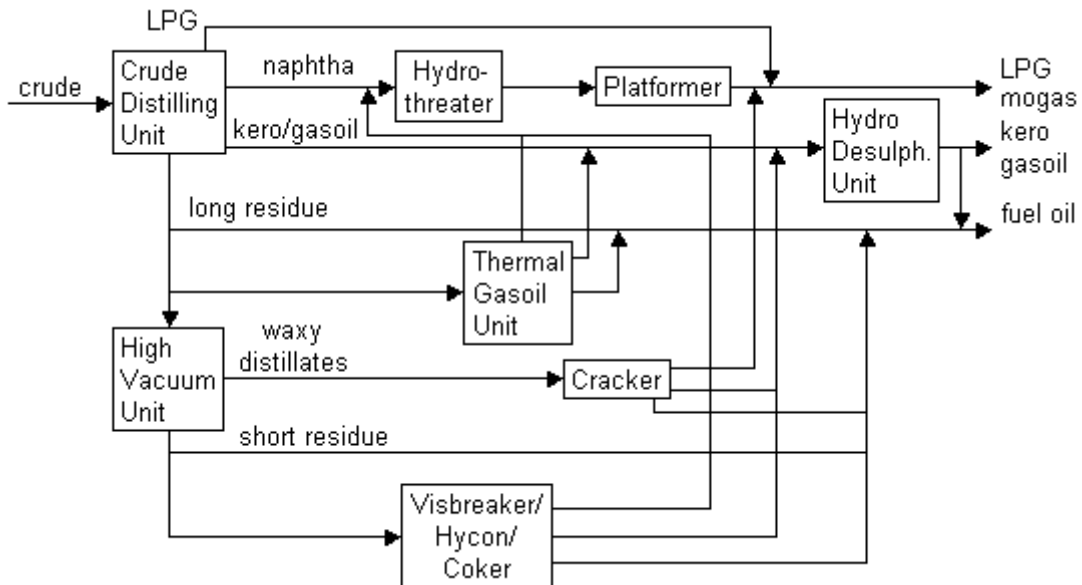 LPG
crude
Crude
Distilling
Unit
naphtha
kero/gasoil
Hydro-
threater
Platformer
LPG
mogas
Hydro
Desulph.
Unit
kero
gasoil
long residue
fuel oil
Thermal
Gasoil
Unit
High
Vacuum
Unit
waxy
distillates
Cracker
short residue
Visbreaker/
Hycon/
Coker